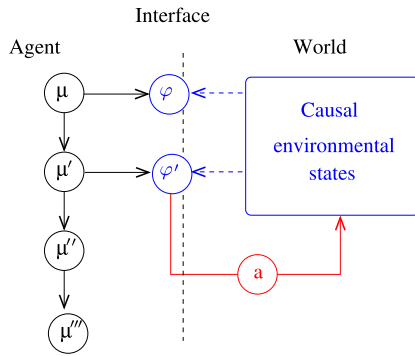 Interface
Agent
World
μ
φ
Causal
environmental
states
μ'
φ'
μ''
a
μ'''